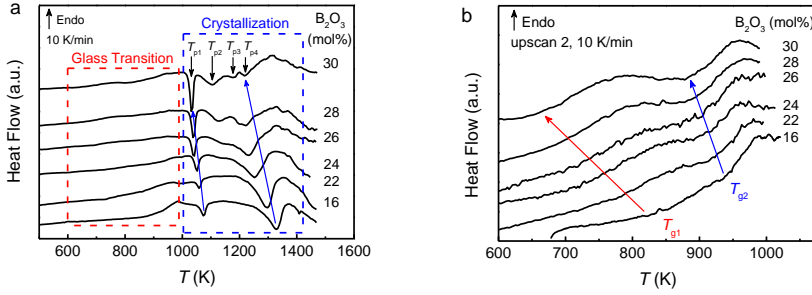 a
Endo
10 K/min
Crystallization
B2O3
(mol%)
Tp1
Tp2
Tp3
Tp4
30
Glass Transition
28
26
24
22
16
Heat Flow (a.u.)
400
600
800
1000
1200
1400
1600
T (K)
b
Endo
upscan 2, 10 K/min
B2O3
(mol%)
30
28
26
24
22
16
Tg2
Tg1
Heat Flow (a.u.)
600
700
800
900
1000
T (K)